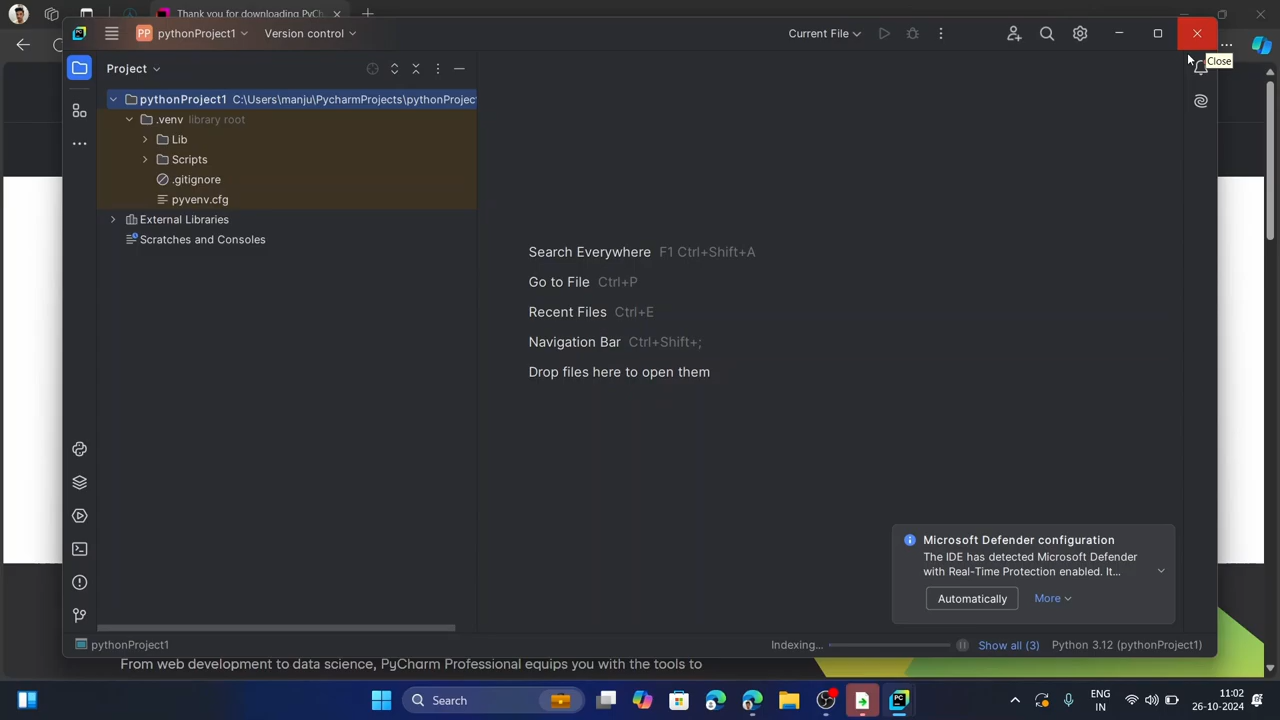 Thank you for downloading PyC
PP pythonProject1
Version control
Current File
Close
Project
pythonProject1 C:\Users\manju\PycharmProjects\pythonProjec
.venv library root
Lib
Scripts
.gitignore
pyvenv.cfg
External Libraries
Scratches and Consoles
Search Everywhere F1 Ctrl+Shift+A
Go to File Ctrl+P
Recent Files Ctrl+E
Navigation Bar Ctrl+Shift+;
Drop files here to open them
Microsoft Defender configuration
The IDE has detected Microsoft Defender
with Real-Time Protection enabled. It...
Automatically More
pythonProject1
Indexing... Show all (3) Python 3.12 (pythonProject1)
From web development to data science, PyCharm Professional equips you with the tools to
Search
ENG
IN
11:02
26-10-2024